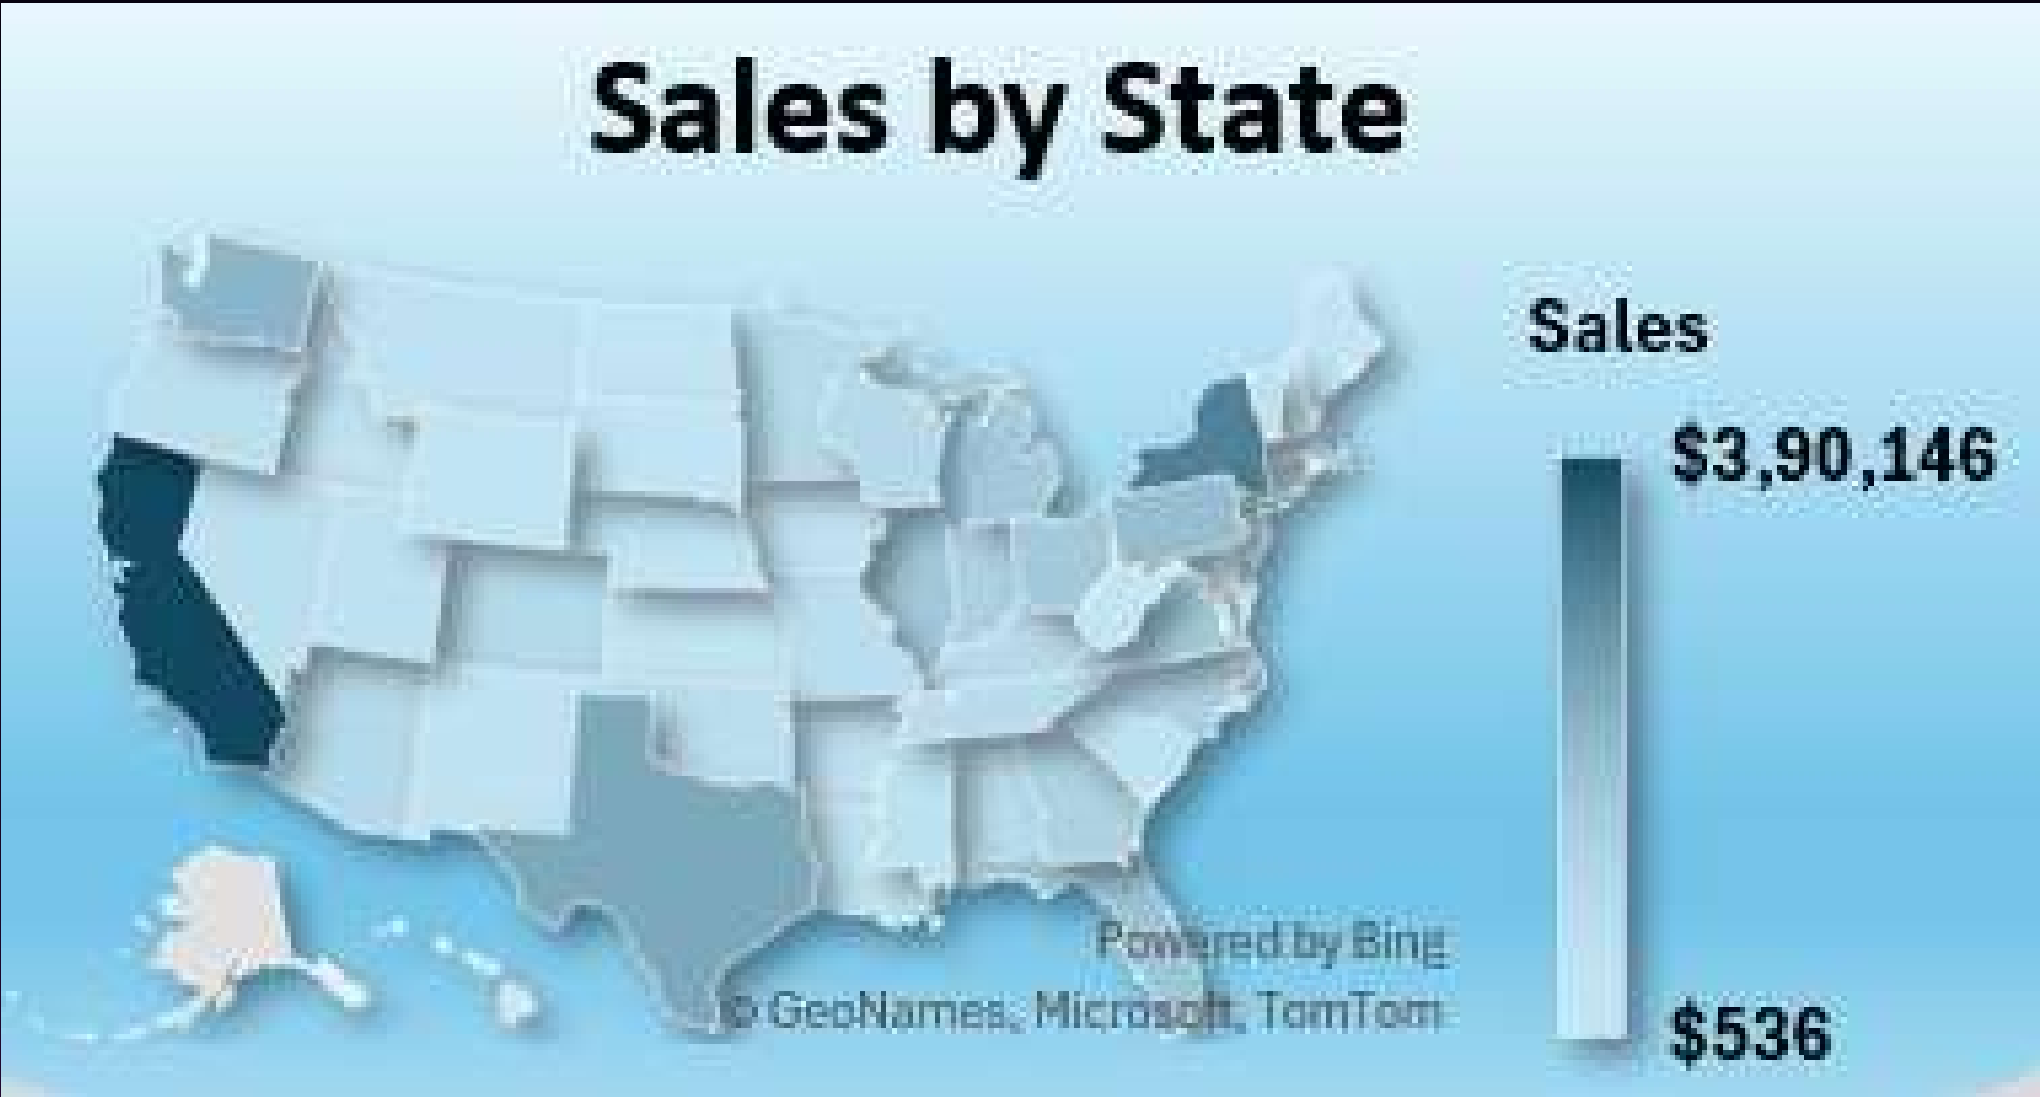 Sales by State
Sales
$3,90,146
$536
Powered by Bing
© GeoNames, Microsoft, TomTom